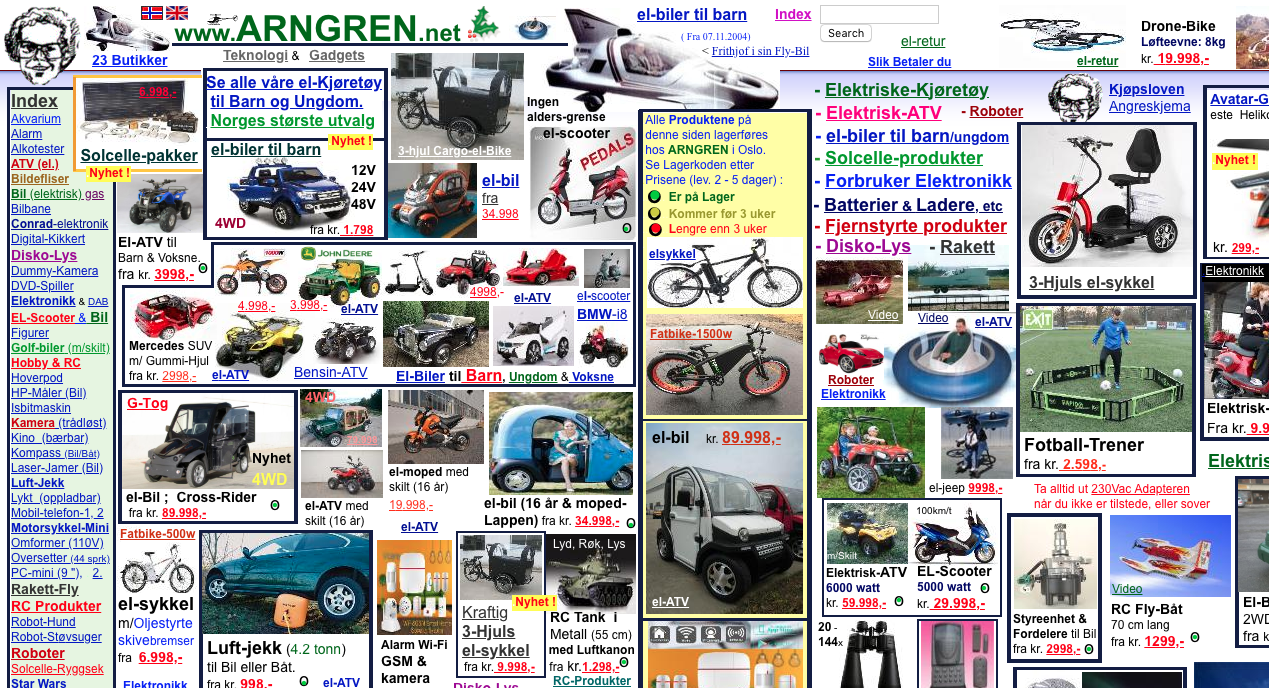 www.ARNGREN.net
23 Butikker
Teknologi & Gadgets
el-biler til barn
( Fra 07.11.2004)
< Frithjof i sin Fly-Bil
Index
Search
el-retur
Slik Betaler du
el-retur
Drone-Bike
Løfteevne: 8kg
kr. 19.998,-
Index
Akvarium
Alarm
Alkotester
ATV (el.)
Bildefliser
Bil (elektrisk) gas
Bilbane
Conrad-elektronik
Digital-Kikkert
Disko-Lys
Dummy-Kamera
DVD-Spiller
Elektronikk & DAB
EL-Scooter & Bil
Figurer
Golf-biler (m/skilt)
Hobby & RC
Hoverpod
HP-Måler (Bil)
Isbitmaskin
Kamera (trådløst)
Kino (bærbar)
Kompass (Bil/Båt)
Laser-Jamer (Bil)
Luft-Jekk
Lykt (oppladbar)
Mobil-telefon-1, 2
Motorsykkel-Mini
Omformer (110V)
Oversetter (44 sprk)
PC-mini (9 "), 2.
Rakett-Fly
RC Produkter
Robot-Hund
Robot-Støvsuger
Roboter
Solcelle-Ryggsek
Star Wars
6.998,-
Solcelle-pakker
Nyhet !
Se alle våre el-Kjøretøy
til Barn og Ungdom.
Norges største utvalg
el-biler til barn
Nyhet !
12V
24V
48V
4WD
fra kr. 1.798
El-ATV til
Barn & Voksne.
fra kr. 3998,-
3-hjul Cargo-el-Bike
el-bil
fra
34.998
Ingen
alders-grense
el-scooter
PEDALS
4.998,-
JOHN DEERE
3.998,-
el-ATV
4998,-
el-ATV
el-scooter
BMW-i8
Mercedes SUV
m/ Gummi-Hjul
fra kr. 2998,-
el-ATV
Bensin-ATV
El-Biler til Barn, Ungdom & Voksne
G-Tog
Nyhet
4WD
el-Bil ; Cross-Rider
fra kr. 89.998,-
4WD
el-ATV med
skilt (16 år)
el-moped med
skilt (16 år)
19.998,-
el-ATV
el-bil (16 år & moped-
Lappen) fra kr. 34.998,-
Fatbike-500w
el-sykkel
m/Oljestyrte
skivebremser
fra 6.998,-
Elektronikk
Luft-jekk (4.2 tonn)
til Bil eller Båt.
fra kr. 998,-
el-ATV
Alarm Wi-Fi
GSM &
kamera
Kraftig
Nyhet !
3-Hjuls
el-sykkel
fra kr. 9.998,-
Disko-Lys
Lyd, Røk, Lys
RC Tank i
Metall (55 cm)
med Luftkanon
fra kr.1.298,-
RC-Produkter
Alle Produktene på
denne siden lagerføres
hos ARNGREN i Oslo.
Se Lagerkoden etter
Prisene (lev. 2 - 5 dager) :
Er på Lager
Kommer før 3 uker
Lengre enn 3 uker
elsykkel
Fatbike-1500w
el-bil kr. 89.998,-
el-ATV
- Elektriske-Kjøretøy
- Elektrisk-ATV - Roboter
- el-biler til barn/ungdom
- Solcelle-produkter
- Forbruker Elektronikk
- Batterier & Ladere, etc
- Fjernstyrte produkter
- Disko-Lys - Rakett
Video
Video
el-ATV
Roboter
Elektronikk
el-jeep 9998,-
m/Skilt
Elektrisk-ATV
6000 watt
kr. 59.998,-
100km/t
EL-Scooter
5000 watt
kr. 29.998,-
20 -
144x
Kjøpsloven
Angreskjema
3-Hjuls el-sykkel
EXIT
Fotball-Trener
fra kr. 2.598,-
Ta alltid ut 230Vac Adapteren
når du ikke er tilstede, eller sover
Styreenhet &
Fordelere til Bil
fra kr. 2998,-
Video
RC Fly-Båt
70 cm lang
fra kr. 1299,-
Avatar-G
este Heliko
Nyhet !
kr. 299,-
Elektronikk
Elektrisk-
Fra kr. 9.9
Elektris
El-B
2WD
fra k